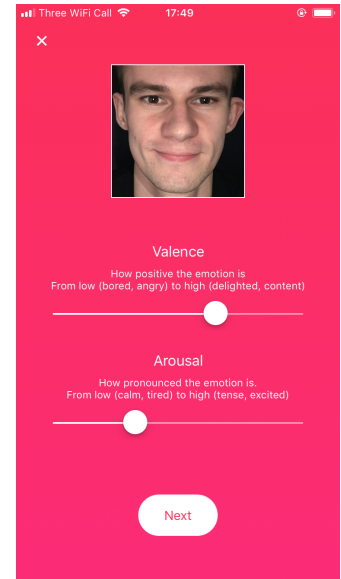 Three WiFi Call 17:49
Valence
How positive the emotion is
From low (bored, angry) to high (delighted, content)
Arousal
How pronounced the emotion is.
From low (calm, tired) to high (tense, excited)
Next